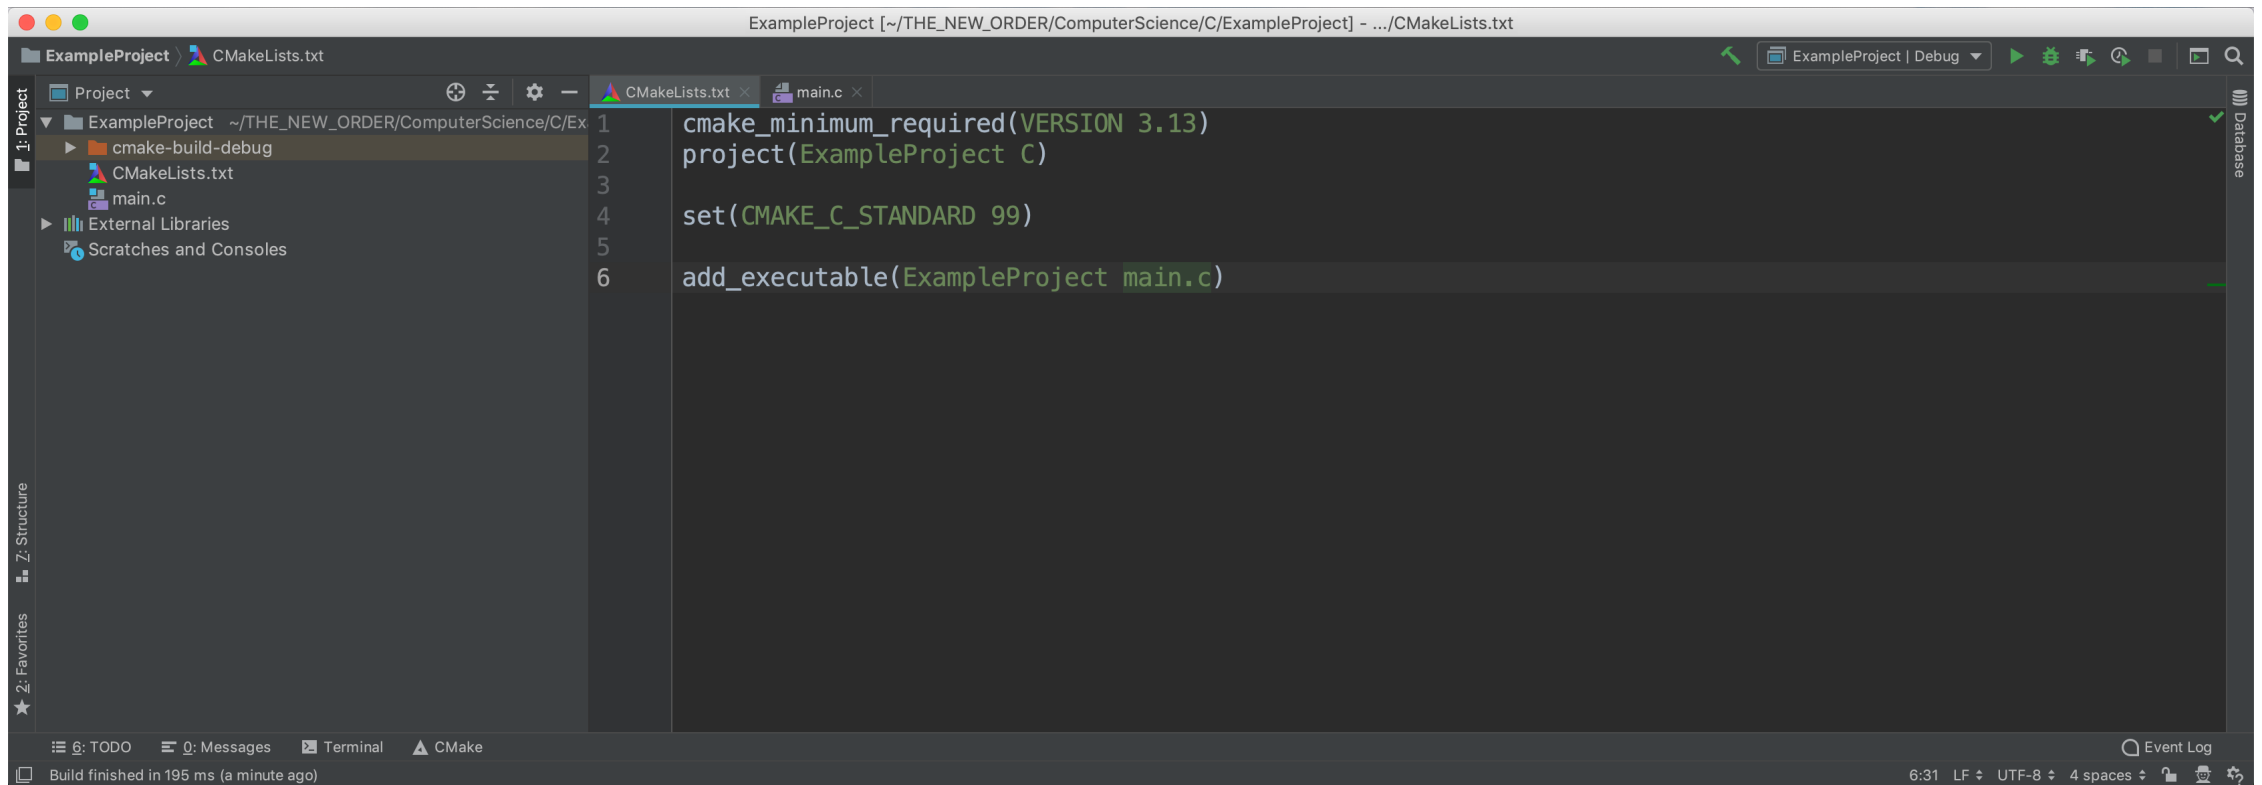 ExampleProject [~/THE_NEW_ORDER/ComputerScience/C/ExampleProject] - .../CMakeLists.txt
ExampleProject CMakeLists.txt
ExampleProject | Debug
1: Project
Project
CMakeLists.txt
main.c
ExampleProject ~/THE_NEW_ORDER/ComputerScience/C/Ex
cmake-build-debug
CMakeLists.txt
main.c
External Libraries
Scratches and Consoles
1 cmake_minimum_required(VERSION 3.13)
2 project(ExampleProject C)
3
4 set(CMAKE_C_STANDARD 99)
5
6 add_executable(ExampleProject main.c)
Database
7: Structure
2: Favorites
6: TODO
0: Messages
Terminal
CMake
Event Log
Build finished in 195 ms (a minute ago)
6:31 LF UTF-8 4 spaces